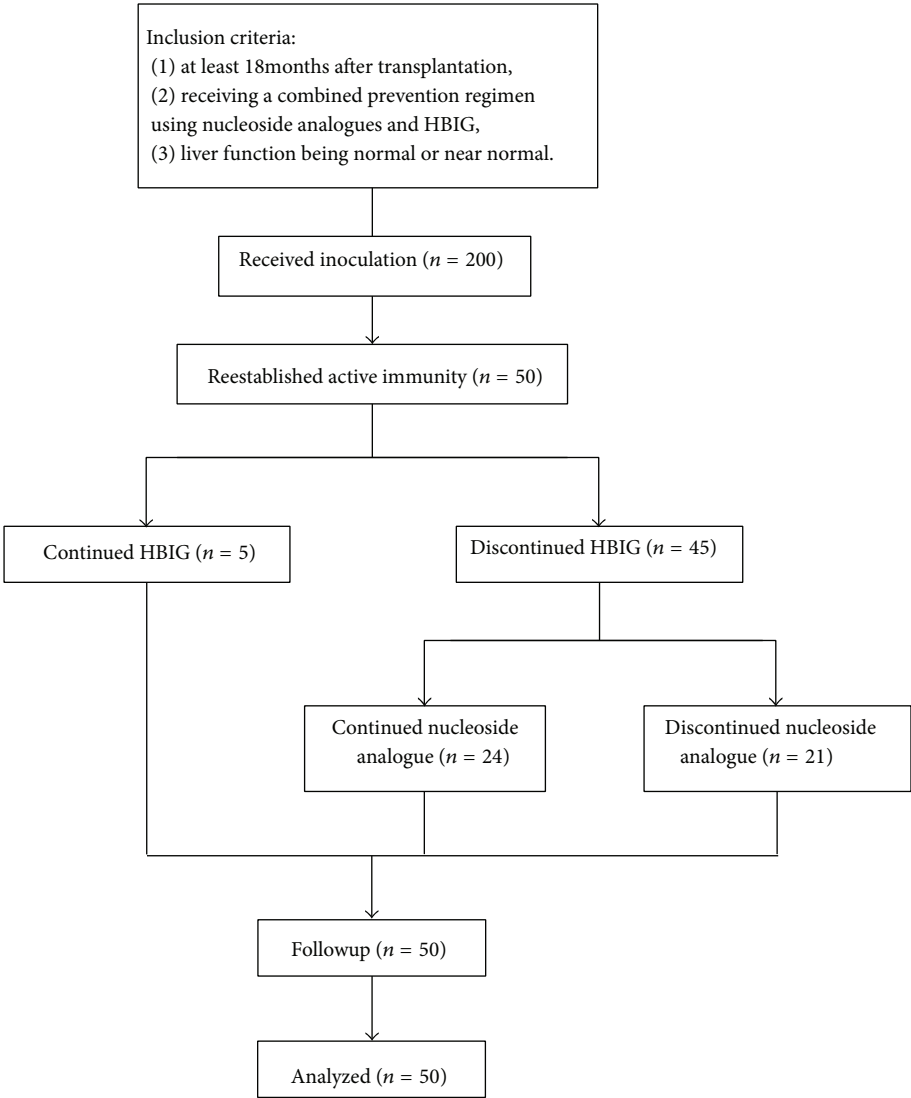 Inclusion criteria:
(1) at least 18months after transplantation,
(2) receiving a combined prevention regimen
using nucleoside analogues and HBIG,
(3) liver function being normal or near normal.
Received inoculation (n = 200)
Reestablished active immunity (n = 50)
Continued HBIG (n = 5)
Discontinued HBIG (n = 45)
Continued nucleoside
analogue (n = 24)
Discontinued nucleoside
analogue (n = 21)
Followup (n = 50)
Analyzed (n = 50)